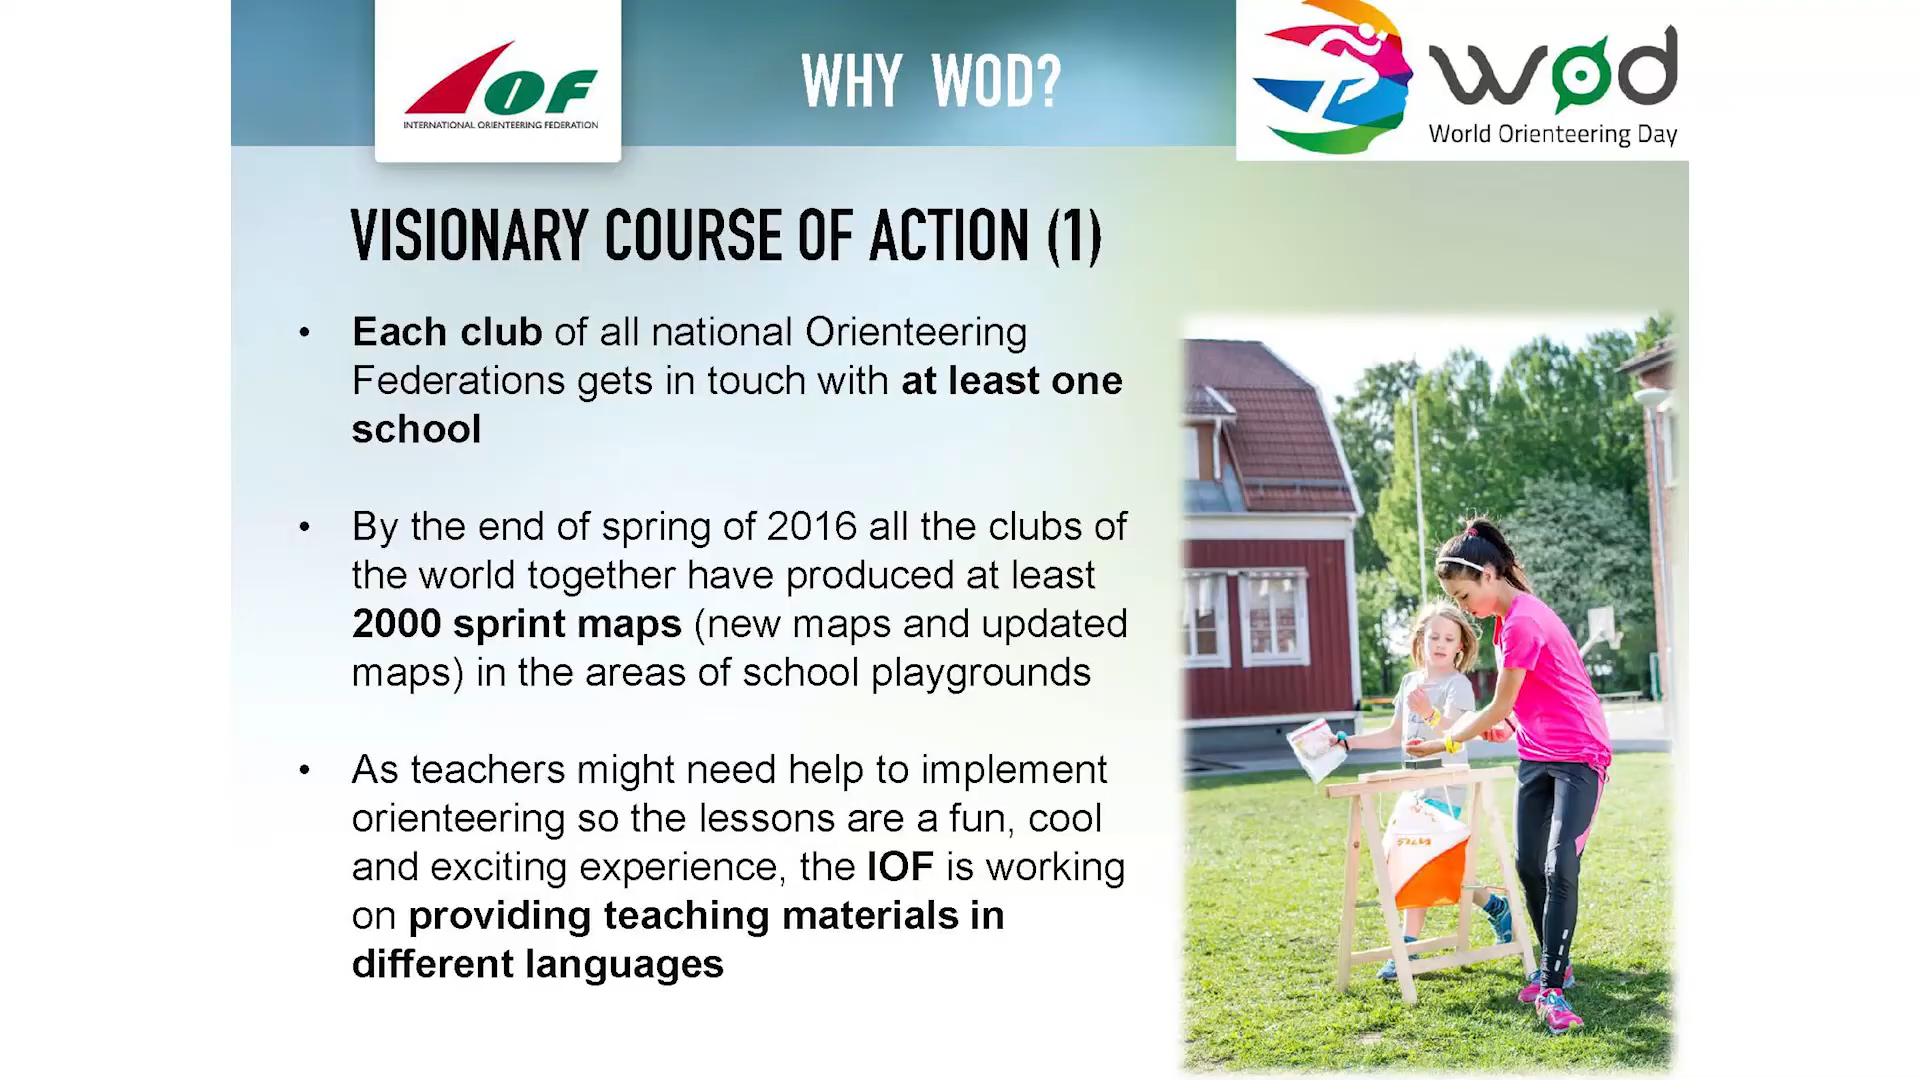 IOF
INTERNATIONAL ORIENTEERING FEDERATION
WHY WOD?
wod
World Orienteering Day
VISIONARY COURSE OF ACTION (1)
• Each club of all national Orienteering
Federations gets in touch with at least one
school
• By the end of spring of 2016 all the clubs of
the world together have produced at least
2000 sprint maps (new maps and updated
maps) in the areas of school playgrounds
• As teachers might need help to implement
orienteering so the lessons are a fun, cool
and exciting experience, the IOF is working
on providing teaching materials in
different languages